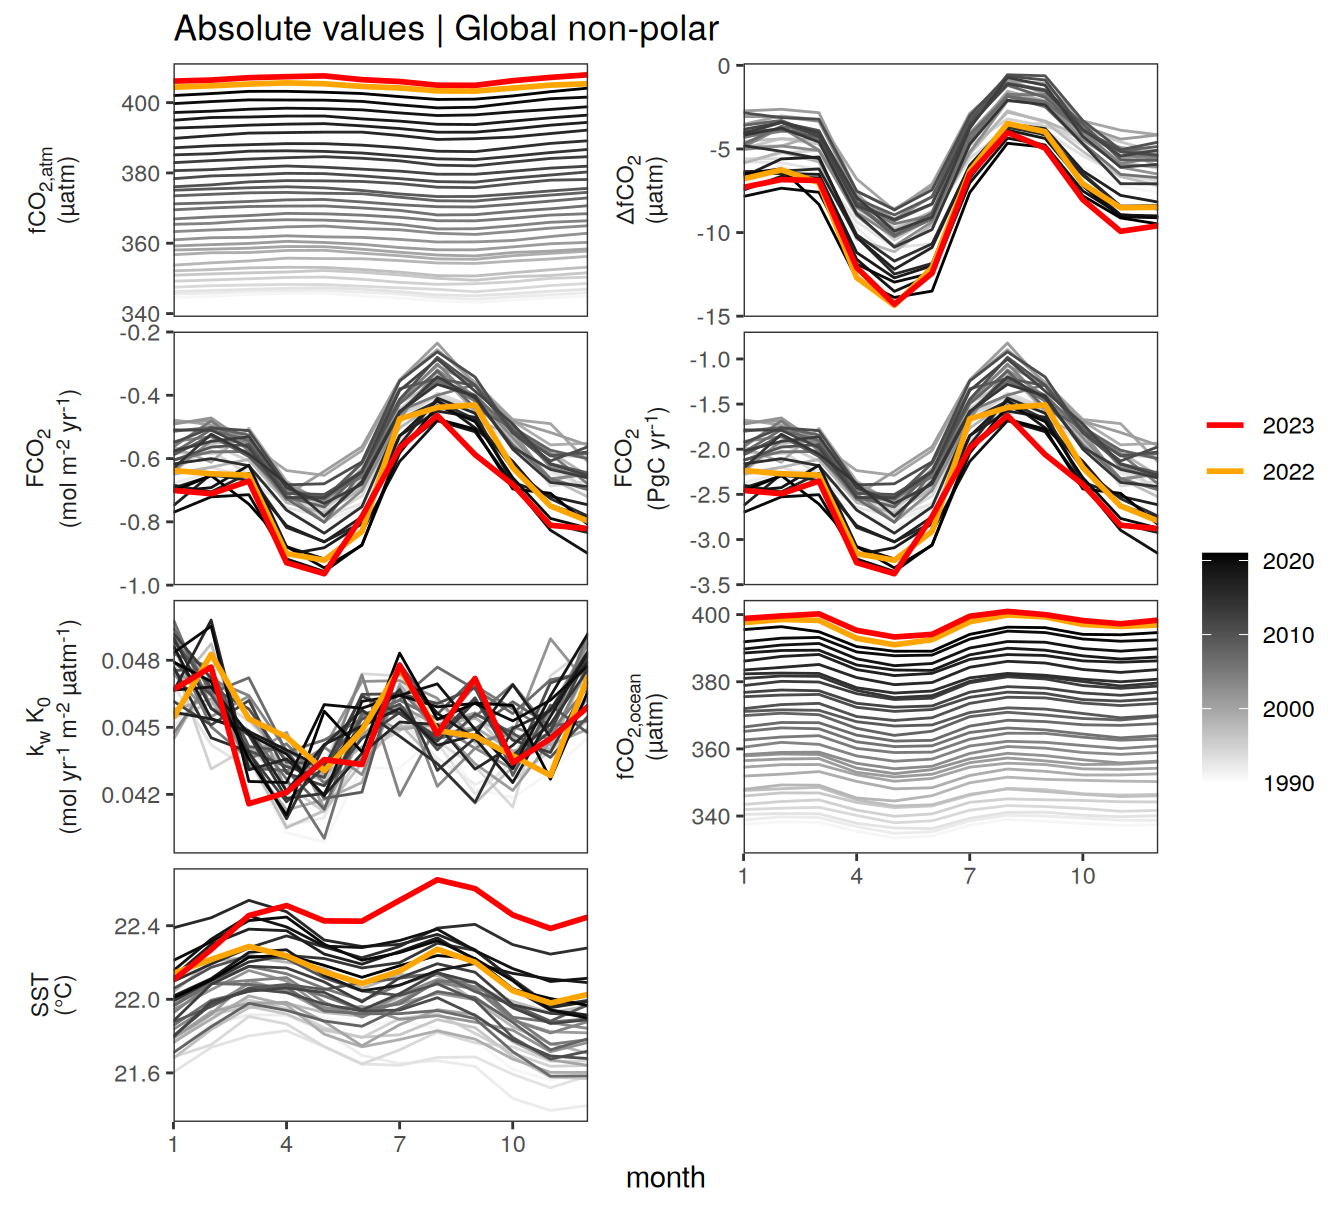 Absolute values | Global non-polar
fCO2,atm
(µatm)
400
380
360
340
ΔfCO2
(µatm)
0
-5
-10
-15
FCO2
(mol m-2 yr-1)
-0.2
-0.4
-0.6
-0.8
-1.0
FCO2
(PgC yr-1)
-1.0
-1.5
-2.0
-2.5
-3.0
-3.5
kw K0
(mol yr-1 m-2 µatm-1)
0.048
0.045
0.042
fCO2,ocean
(µatm)
400
380
360
340
1 4 7 10
SST
(°C)
22.4
22.0
21.6
1 4 7 10
month
2023
2022
2020
2010
2000
1990